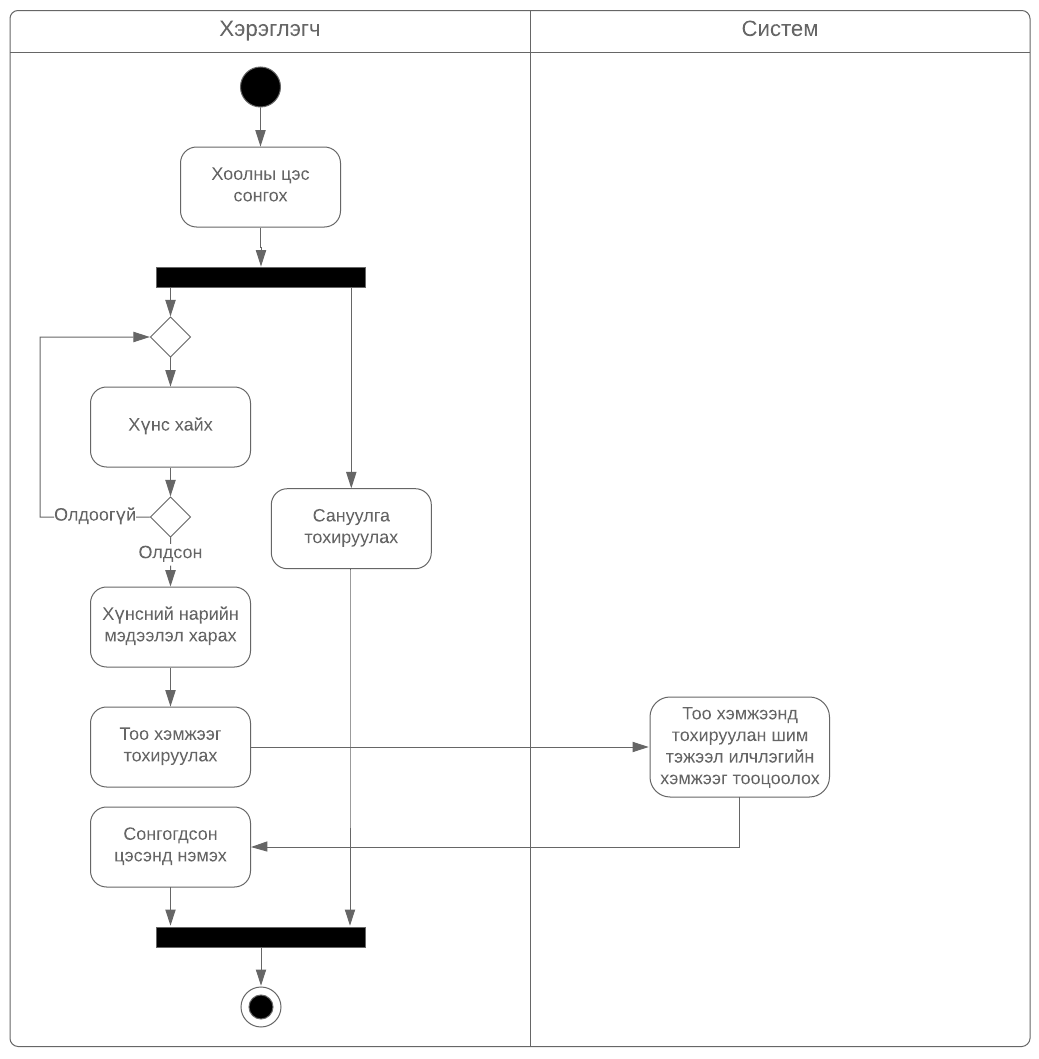 Хэрэглэгч
Систем
Хоолны цэс
сонгох
Хүнс хайх
Олдоогүй
Олдсон
Сануулга
тохируулах
Хүнсний нарийн
мэдээлэл харах
Тоо хэмжээг
тохируулах
Тоо хэмжээнд
тохируулан шим
тэжээл илчлэгийн
хэмжээг тооцоолох
Сонгогдсон
цэсэнд нэмэх